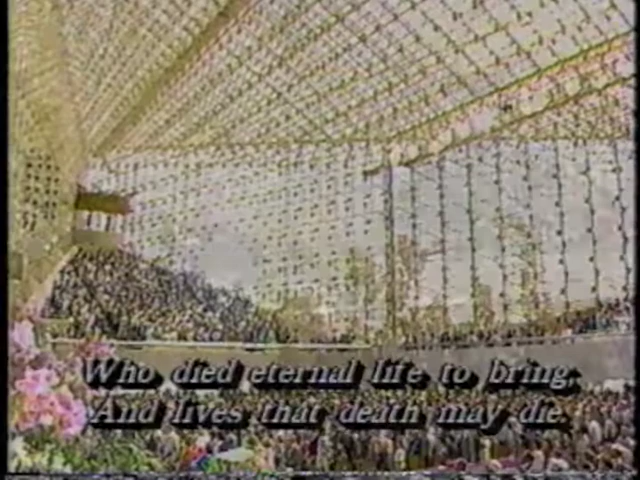 Who died eternal life to bring,
And lives that death may die.